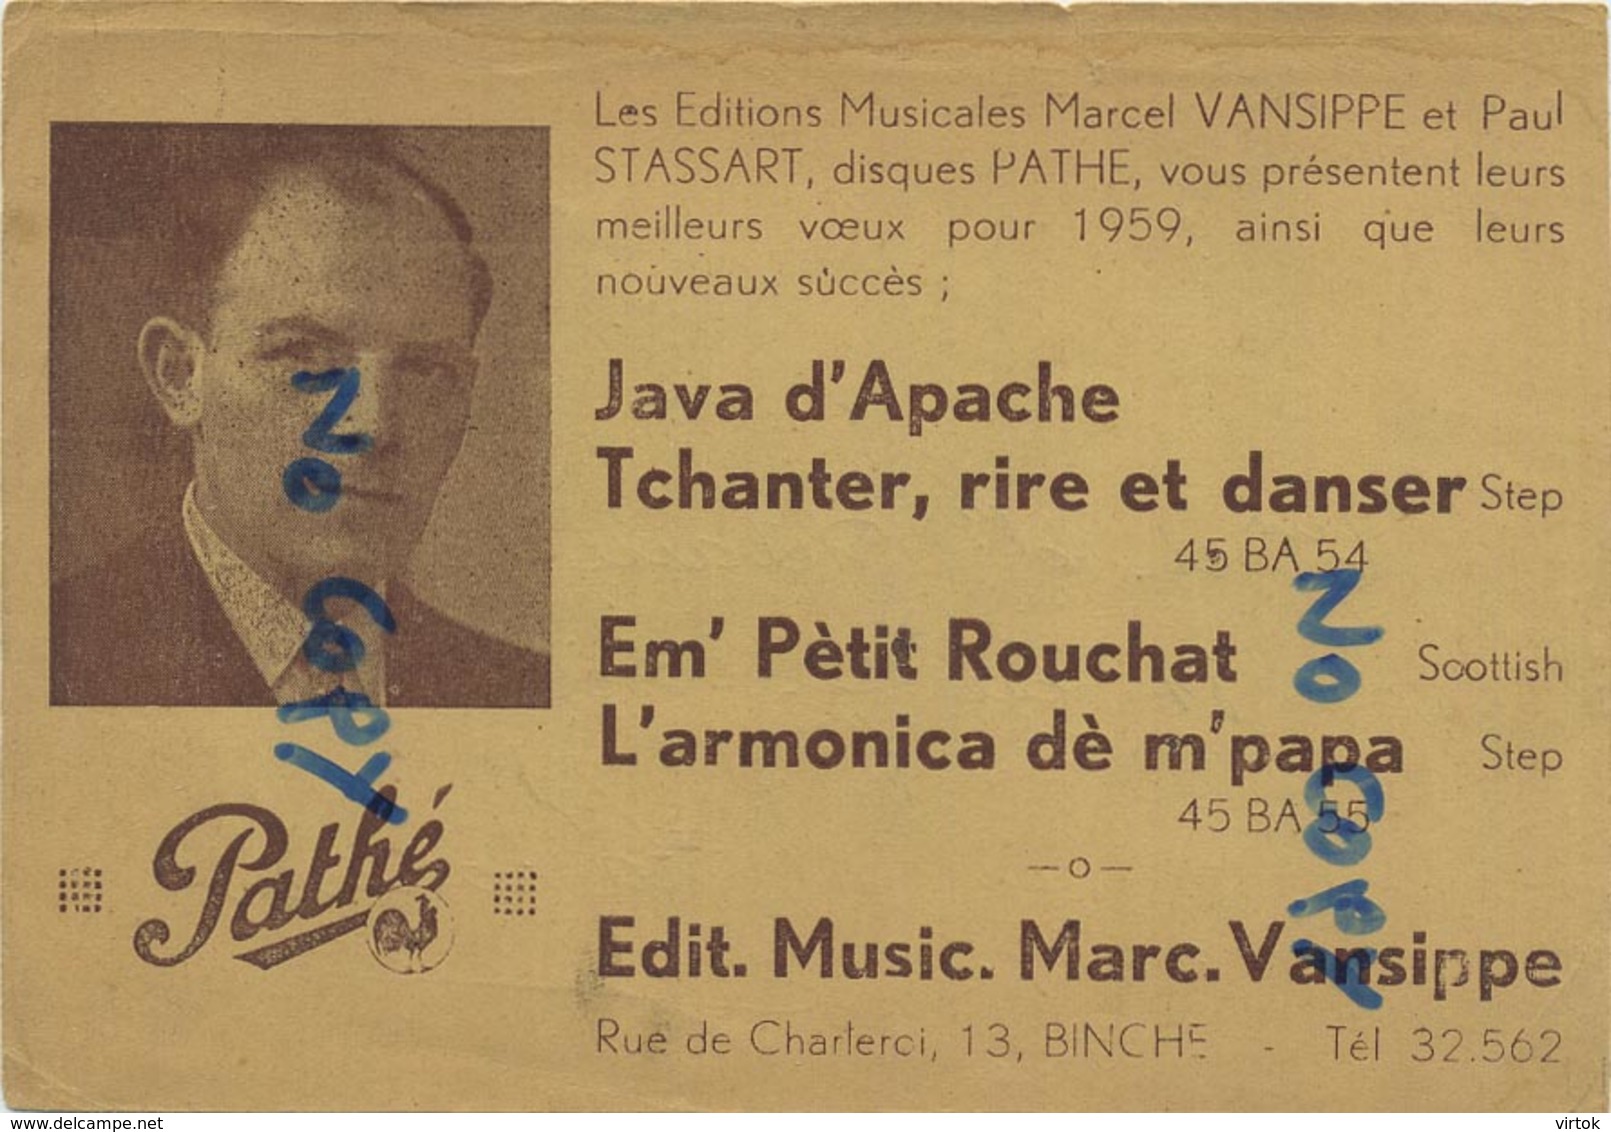 Les Editions Musicales Marcel VANSIPPE et Paul
STASSART, disques PATHE, vous présentent leurs
meilleurs vœux pour 1959, ainsi que leurs
nouveaux succès ;
Java d'Apache
Tchanter, rire et danser Step
45 BA 54
Em' Pètit Rouchat Scottish
L'armonica dè m'papa Step
45 BA 55
—o—
Edit. Music. Marc. Vansippe
Rue de Charleroi, 13, BINCHE - Tél 32.562
Pathé
No Copy
No Copy
delcampe.net
virtok